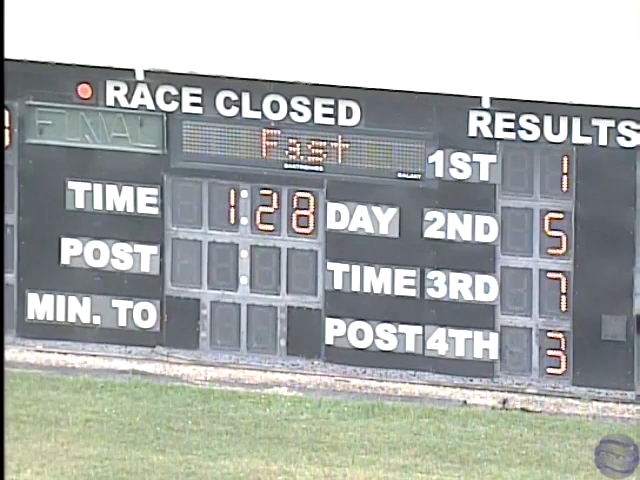 RACE CLOSED
FINAL
Fast
RESULTS
1ST 1
TIME 1:28 DAY 2ND 5
POST : TIME 3RD 7
MIN. TO POST 4TH 3